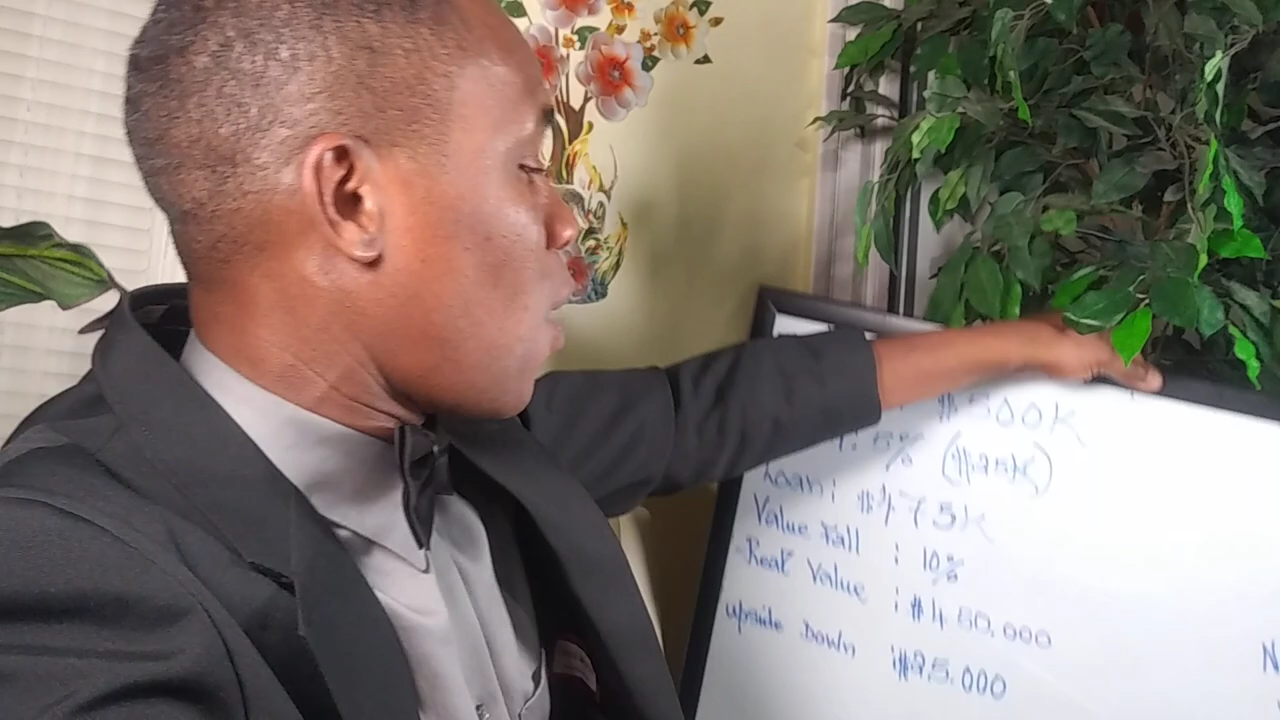 $500K
: 5% ($25K)
Loan: $475K
Value Fall : 10%
Real Value : $450.000
upside Down : $25.000
N